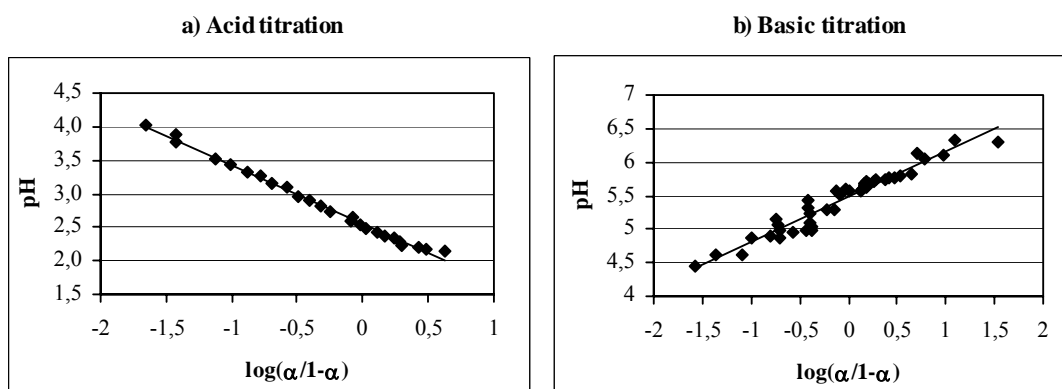 a) Acid titration
4,5
4,0
3,5
3,0
2,5
2,0
1,5
pH
-2 -1,5 -1 -0,5 0 0,5 1
log(α/1-α)
b) Basic titration
7
6,5
6
5,5
5
4,5
4
pH
-2 -1,5 -1 -0,5 0 0,5 1 1,5 2
log(α/1-α)